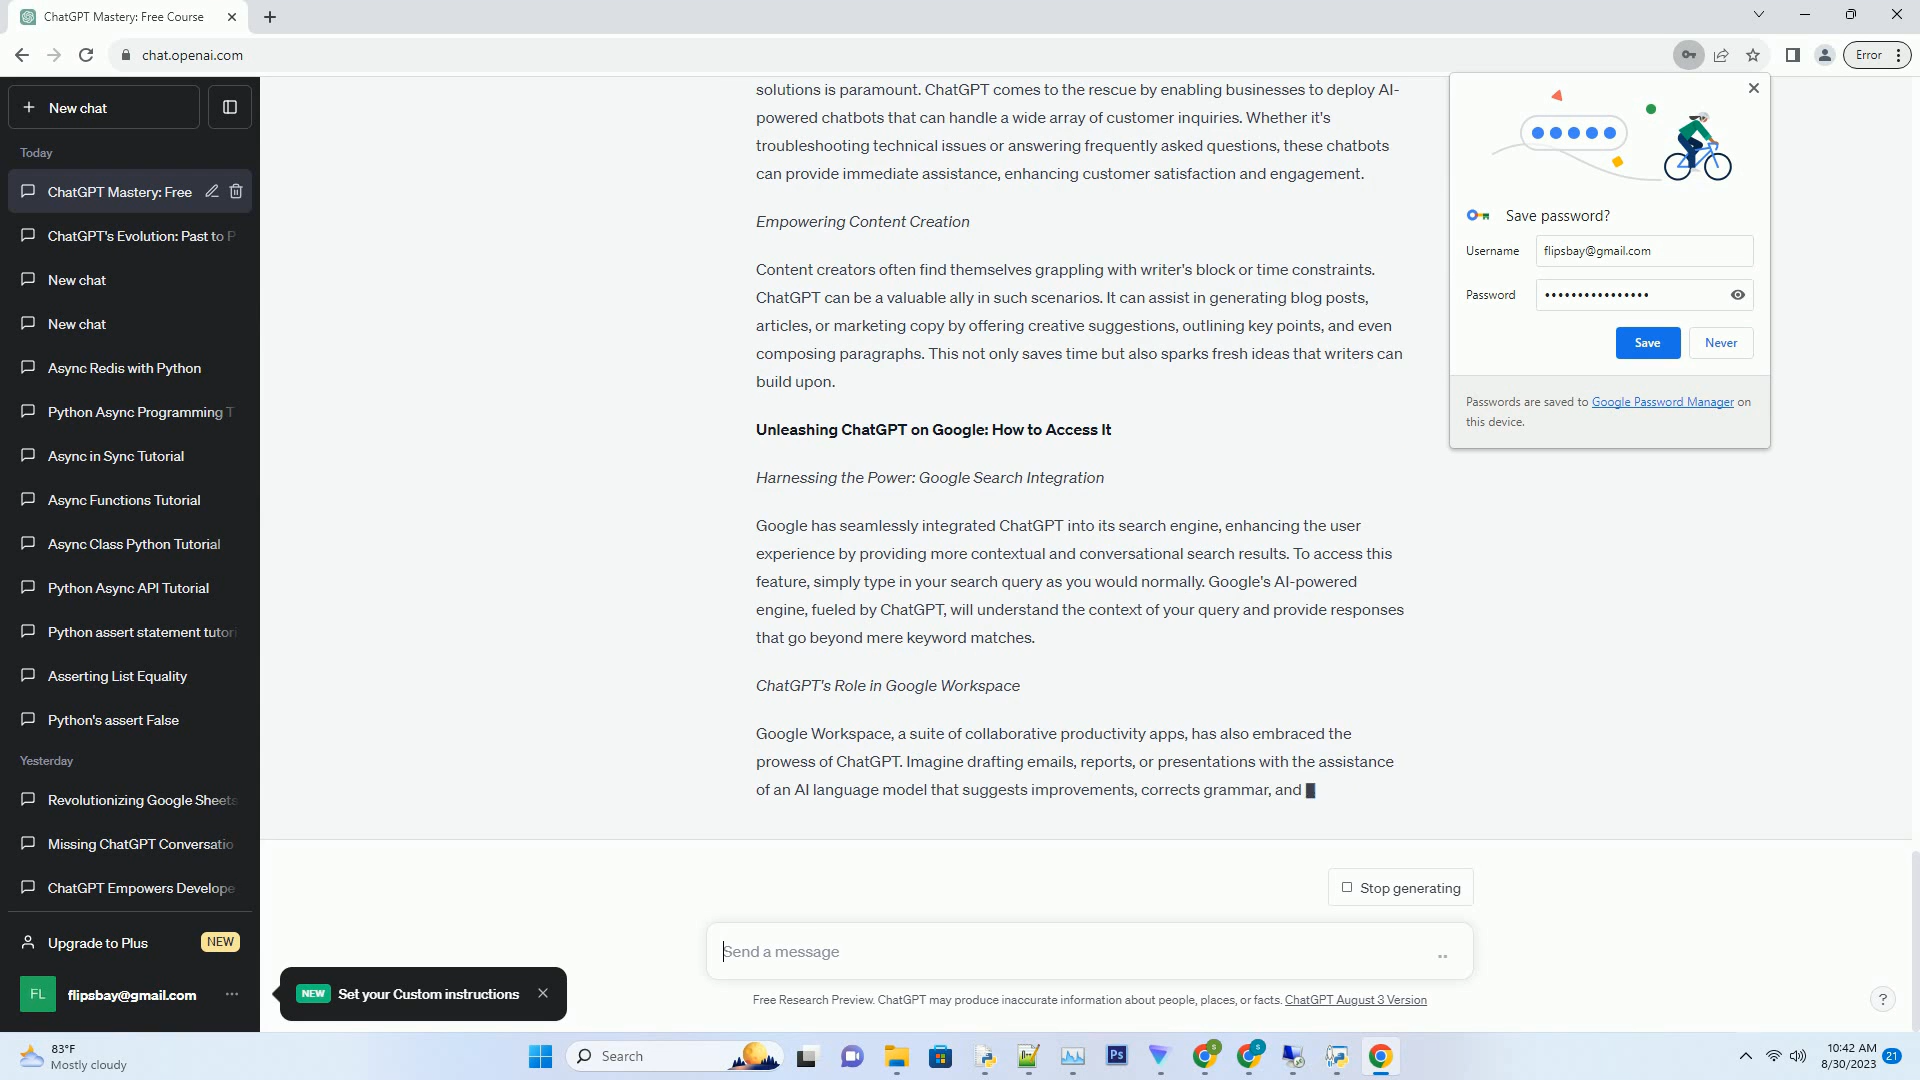 ChatGPT Mastery: Free Course
chat.openai.com
Error
New chat
Today
ChatGPT Mastery: Free
ChatGPT's Evolution: Past to P
New chat
New chat
Async Redis with Python
Python Async Programming T
Async in Sync Tutorial
Async Functions Tutorial
Async Class Python Tutorial
Python Async API Tutorial
Python assert statement tutori
Asserting List Equality
Python's assert False
Yesterday
Revolutionizing Google Sheets
Missing ChatGPT Conversatio
ChatGPT Empowers Develope
Upgrade to Plus
NEW
FL
flipsbay@gmail.com
solutions is paramount. ChatGPT comes to the rescue by enabling businesses to deploy AI-
powered chatbots that can handle a wide array of customer inquiries. Whether it's
troubleshooting technical issues or answering frequently asked questions, these chatbots
can provide immediate assistance, enhancing customer satisfaction and engagement.
Empowering Content Creation
Content creators often find themselves grappling with writer's block or time constraints.
ChatGPT can be a valuable ally in such scenarios. It can assist in generating blog posts,
articles, or marketing copy by offering creative suggestions, outlining key points, and even
composing paragraphs. This not only saves time but also sparks fresh ideas that writers can
build upon.
Unleashing ChatGPT on Google: How to Access It
Harnessing the Power: Google Search Integration
Google has seamlessly integrated ChatGPT into its search engine, enhancing the user
experience by providing more contextual and conversational search results. To access this
feature, simply type in your search query as you would normally. Google's AI-powered
engine, fueled by ChatGPT, will understand the context of your query and provide responses
that go beyond mere keyword matches.
ChatGPT's Role in Google Workspace
Google Workspace, a suite of collaborative productivity apps, has also embraced the
prowess of ChatGPT. Imagine drafting emails, reports, or presentations with the assistance
of an AI language model that suggests improvements, corrects grammar, and
Stop generating
Send a message
NEW Set your Custom instructions
Free Research Preview. ChatGPT may produce inaccurate information about people, places, or facts. ChatGPT August 3 Version
?
Save password?
Username
flipsbay@gmail.com
Password
••••••••••••••••
Save
Never
Passwords are saved to Google Password Manager on
this device.
83°F
Mostly cloudy
Search
Ps
S
S
10:42 AM
8/30/2023
21